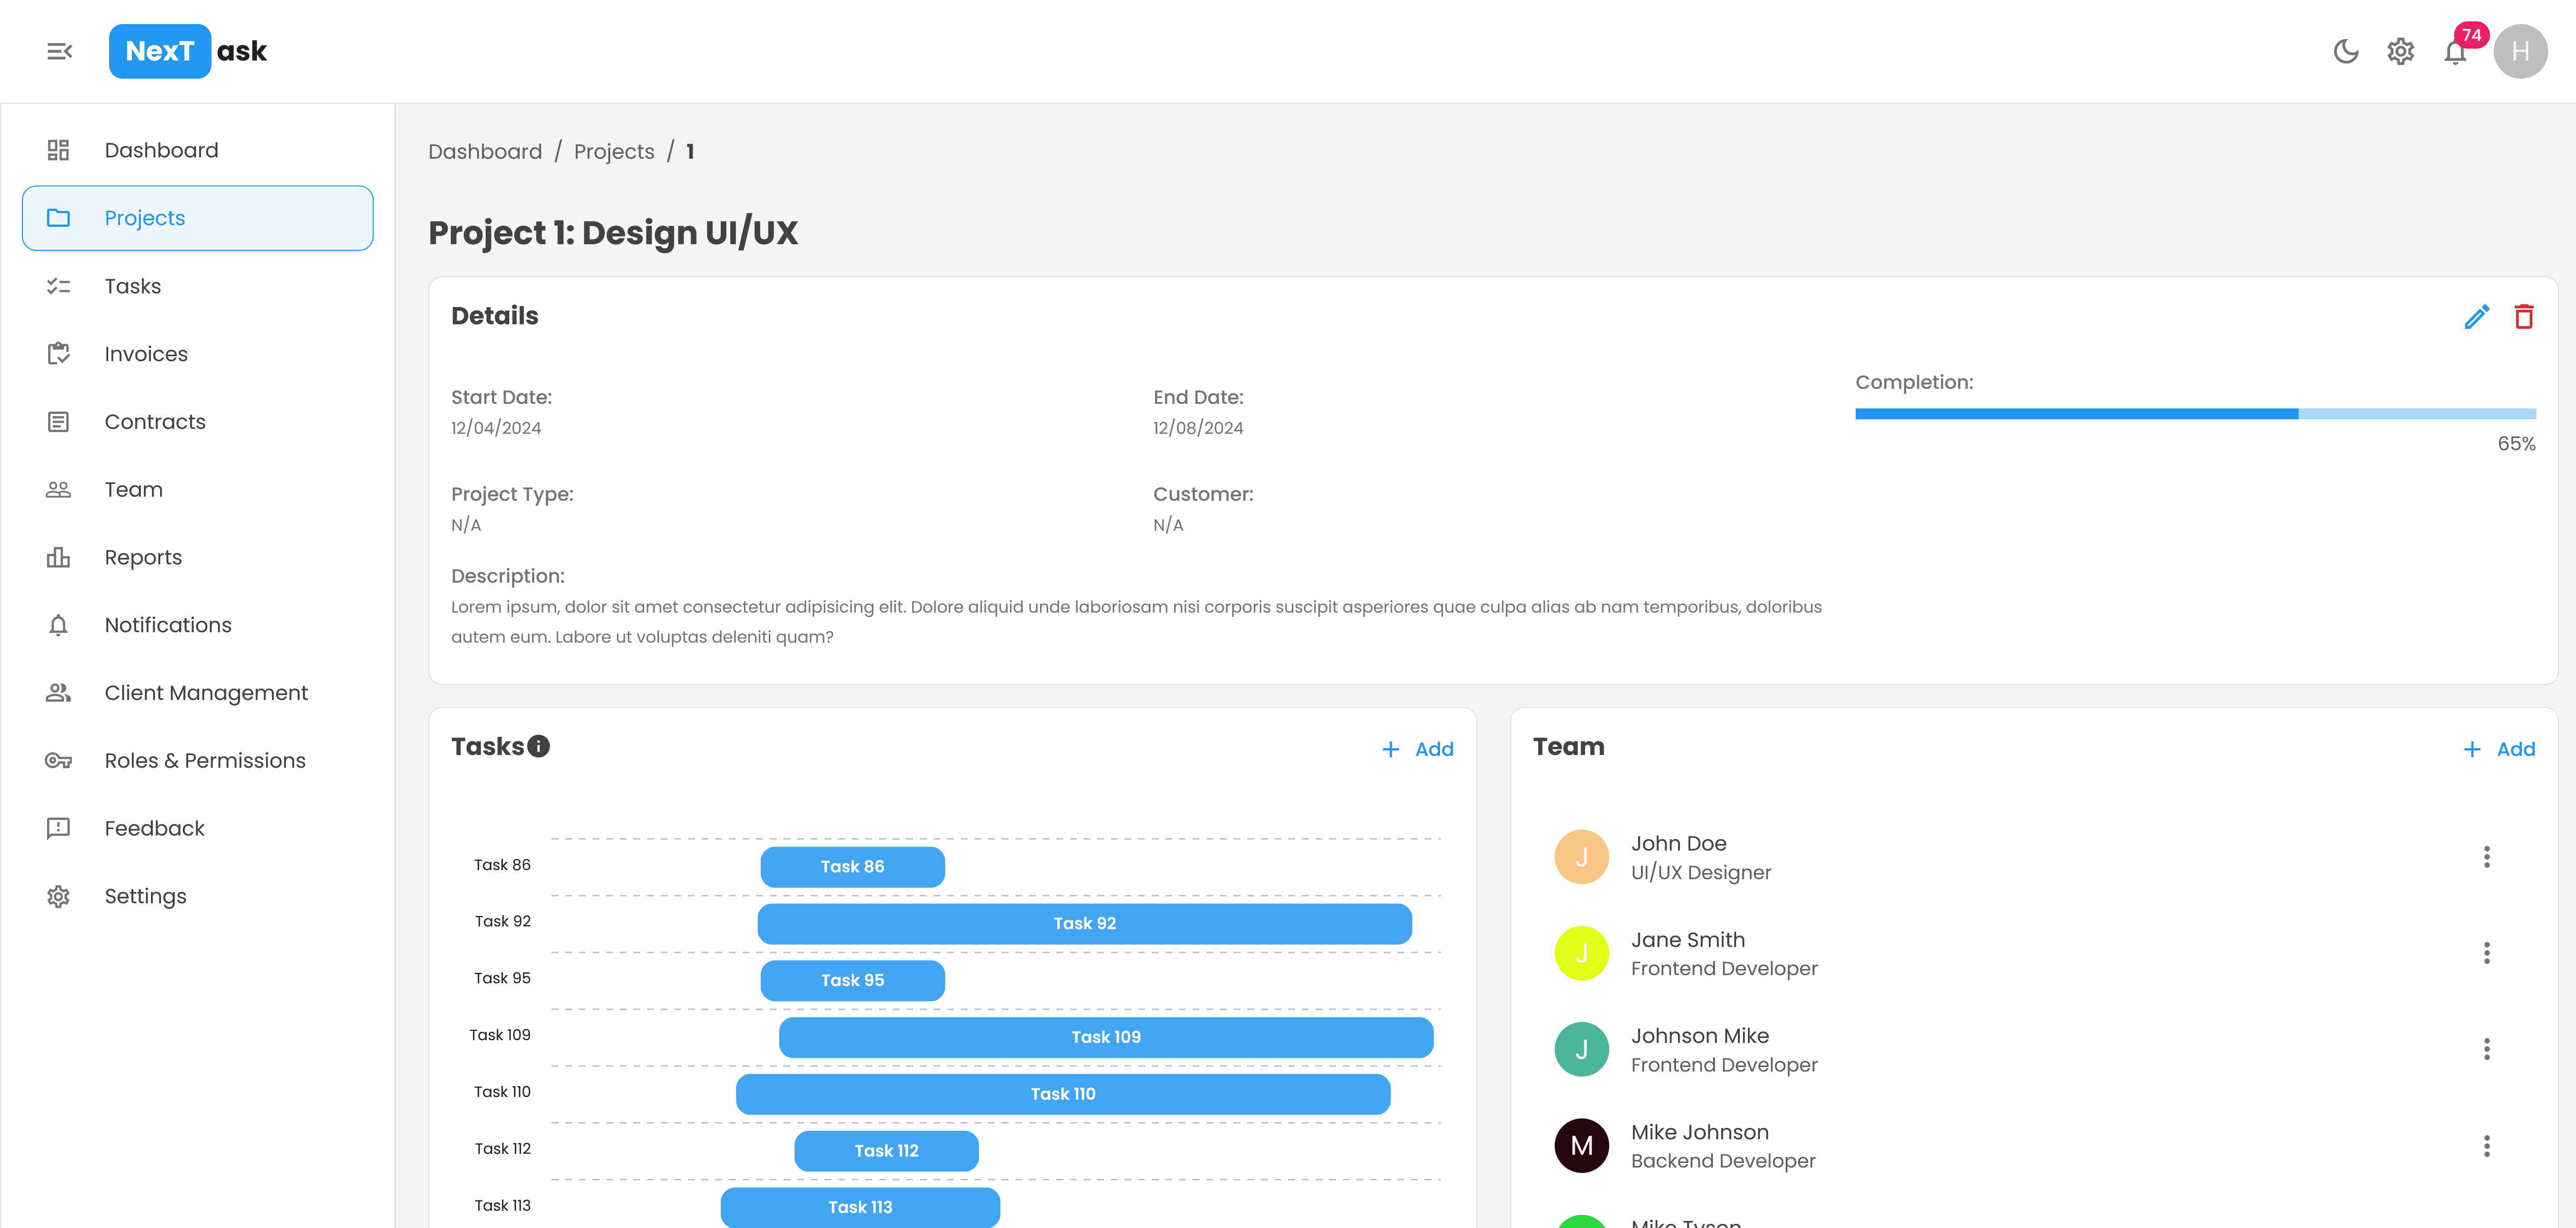 NexT ask
74
H
Dashboard
Projects
Tasks
Invoices
Contracts
Team
Reports
Notifications
Client Management
Roles & Permissions
Feedback
Settings
Dashboard / Projects / 1
Project 1: Design UI/UX
Details
Start Date:
12/04/2024
End Date:
12/08/2024
Completion:
65%
Project Type:
N/A
Customer:
N/A
Description:
Lorem ipsum, dolor sit amet consectetur adipisicing elit. Dolore aliquid unde laboriosam nisi corporis suscipit asperiores quae culpa alias ab nam temporibus, doloribus
autem eum. Labore ut voluptas deleniti quam?
Tasks
Add
Task 86
Task 86
Task 92
Task 92
Task 95
Task 95
Task 109
Task 109
Task 110
Task 110
Task 112
Task 112
Task 113
Task 113
Team
Add
J
John Doe
UI/UX Designer
J
Jane Smith
Frontend Developer
J
Johnson Mike
Frontend Developer
M
Mike Johnson
Backend Developer
Mike Tyson